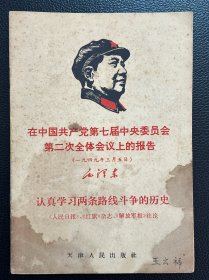 在中国共产党第七届中央委员会
第二次全体会议上的报告
(一九四九年三月五日)
毛泽东
认真学习两条路线斗争的历史
《人民日报》、《红旗》杂志、《解放军报》社论
天津人民出版社